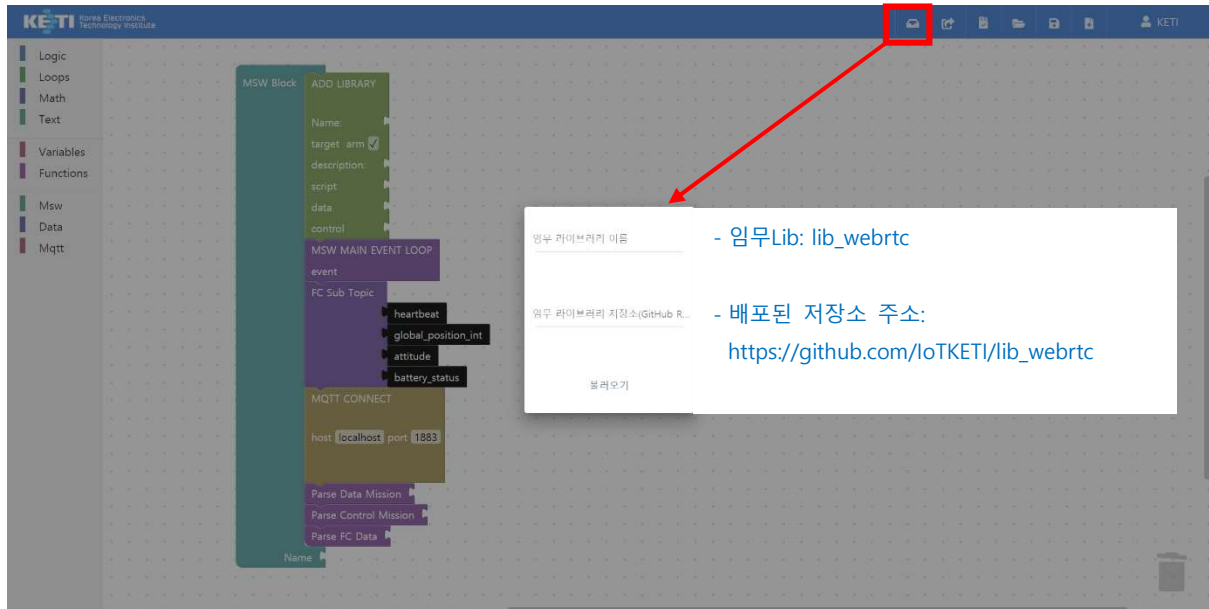 KETI Korea Electronics
Technology Institute
KETI
Logic
Loops
Math
Text
Variables
Functions
Msw
Data
Mqtt
MSW Block
ADD LIBRARY
Name:
target arm
description:
script
data
control
MSW MAIN EVENT LOOP
event
FC Sub Topic
heartbeat
global_position_int
attitude
battery_status
MQTT CONNECT
host localhost port 1883
Parse Data Mission
Parse Control Mission
Parse FC Data
Name
임무 라이브러리 이름
임무 라이브러리 저장소(GitHub R...
불러오기
- 임무Lib: lib_webrtc
- 배포된 저장소 주소:
https://github.com/IoTKETI/lib_webrtc